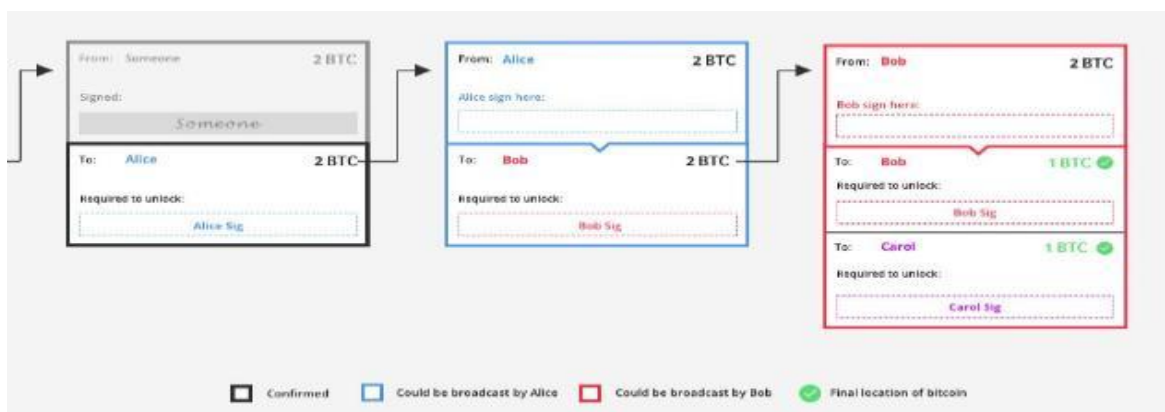 From: Someone 2 BTC
Signed:
Someone
To: Alice 2 BTC
Required to unlock:
Alice Sig
From: Alice 2 BTC
Alice sign here:
To: Bob 2 BTC
Required to unlock:
Bob Sig
From: Bob 2 BTC
Bob sign here:
To: Bob 1 BTC
Required to unlock:
Bob Sig
To: Carol 1 BTC
Required to unlock:
Carol Sig
Confirmed Could be broadcast by Alice Could be broadcast by Bob Final location of bitcoin